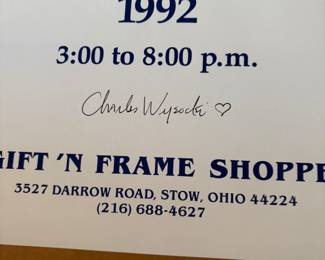 1992
3:00 to 8:00 p.m.
Charles Wysocki ♡
GIFT 'N FRAME SHOPPE
3527 DARROW ROAD, STOW, OHIO 44224
(216) 688-4627